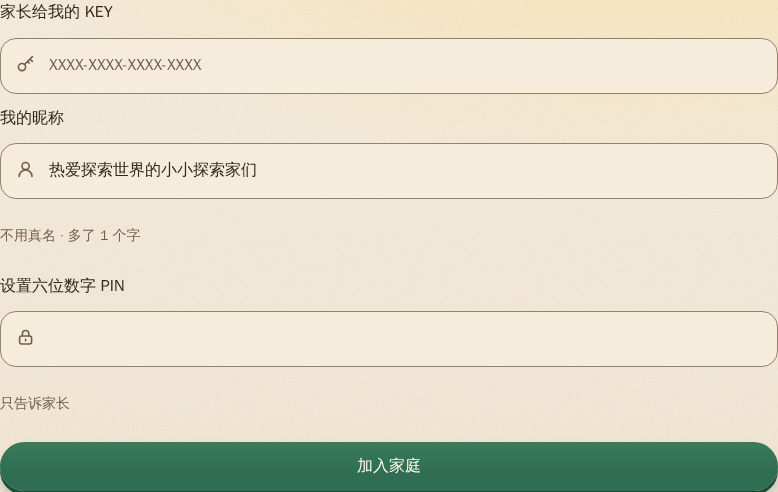 家长给我的 KEY
XXXX-XXXX-XXXX-XXXX
我的昵称
热爱探索世界的小小探索家们
不用真名 · 多了 1 个字
设置六位数字 PIN
只告诉家长
加入家庭